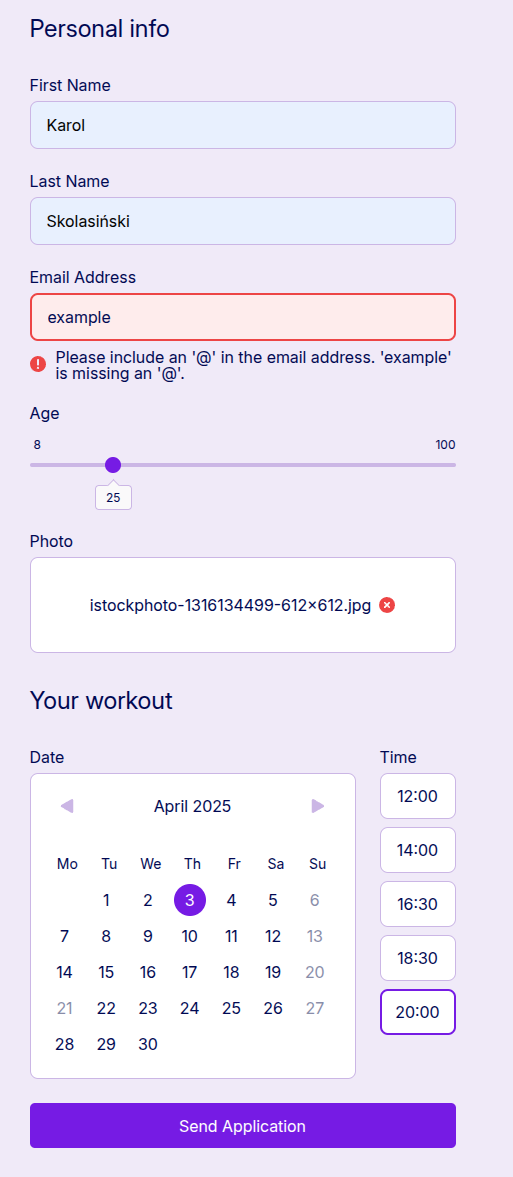 Personal info
First Name
Karol
Last Name
Skolasiński
Email Address
example
Please include an '@' in the email address. 'example'
is missing an '@'.
Age
8 100
25
Photo
istockphoto-1316134499-612×612.jpg
Your workout
Date
April 2025
Mo Tu We Th Fr Sa Su
1 2 3 4 5 6
7 8 9 10 11 12 13
14 15 16 17 18 19 20
21 22 23 24 25 26 27
28 29 30
Time
12:00
14:00
16:30
18:30
20:00
Send Application